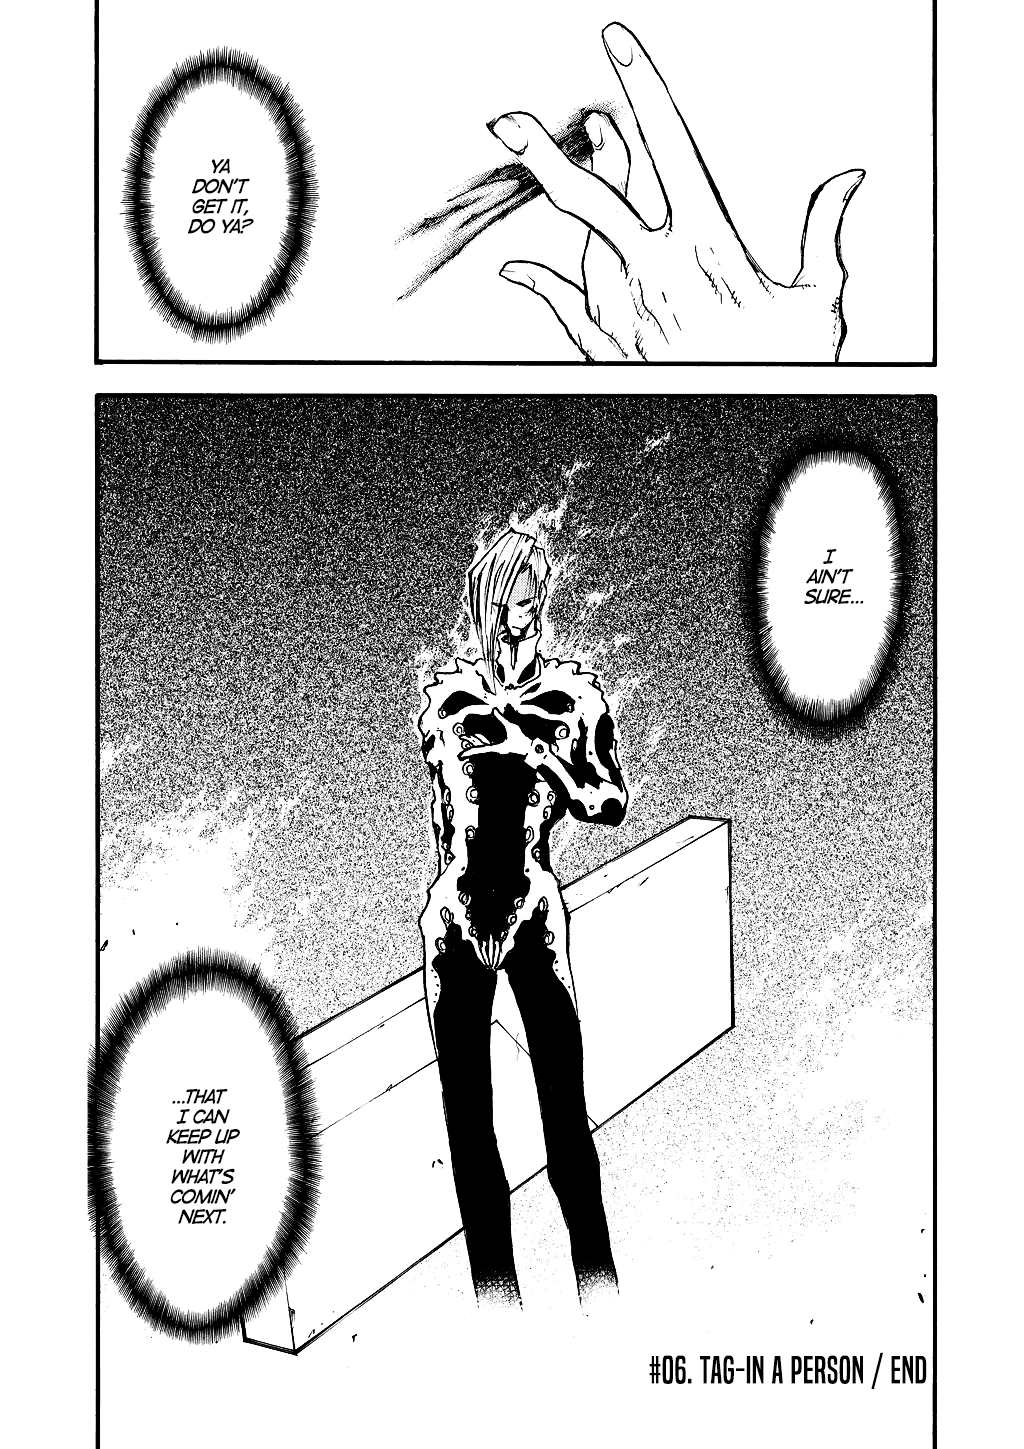 YA
DON'T
GET IT,
DO YA?
I
AIN'T
SURE...
...THAT
I CAN
KEEP UP
WITH
WHAT'S
COMIN'
NEXT.
#06. TAG-IN A PERSON / END